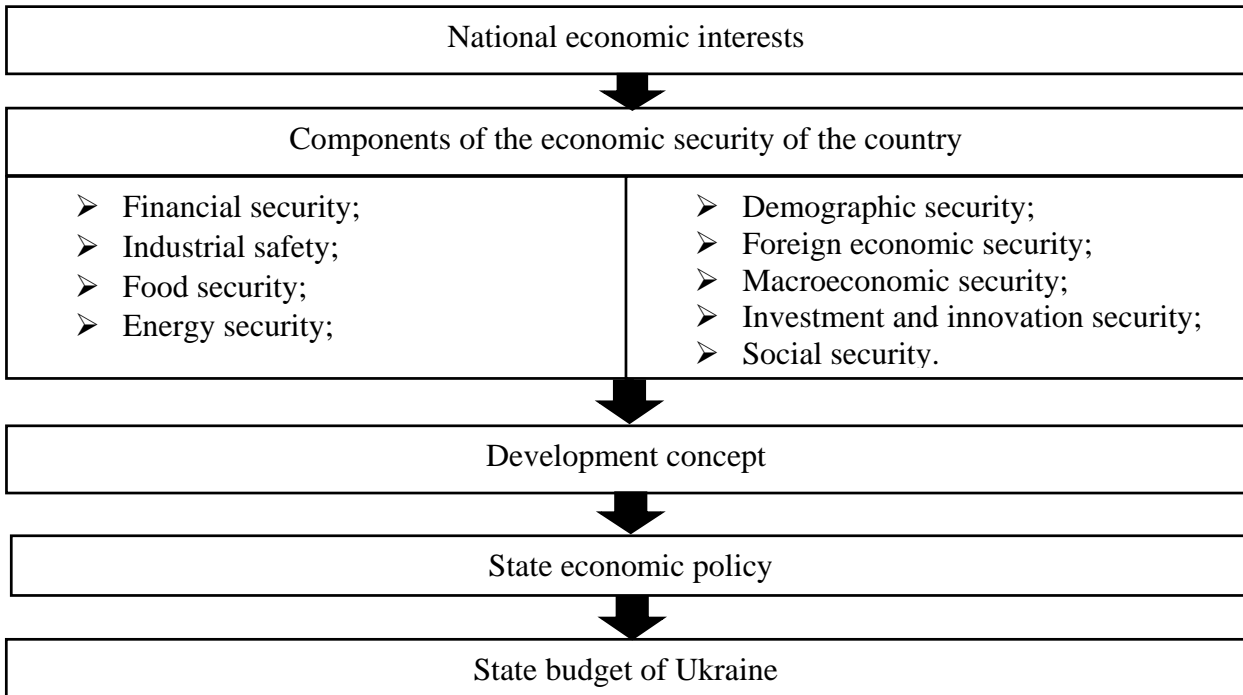 National economic interests
Components of the economic security of the country
➢ Financial security;
➢ Industrial safety;
➢ Food security;
➢ Energy security;
➢ Demographic security;
➢ Foreign economic security;
➢ Macroeconomic security;
➢ Investment and innovation security;
➢ Social security.
Development concept
State economic policy
State budget of Ukraine